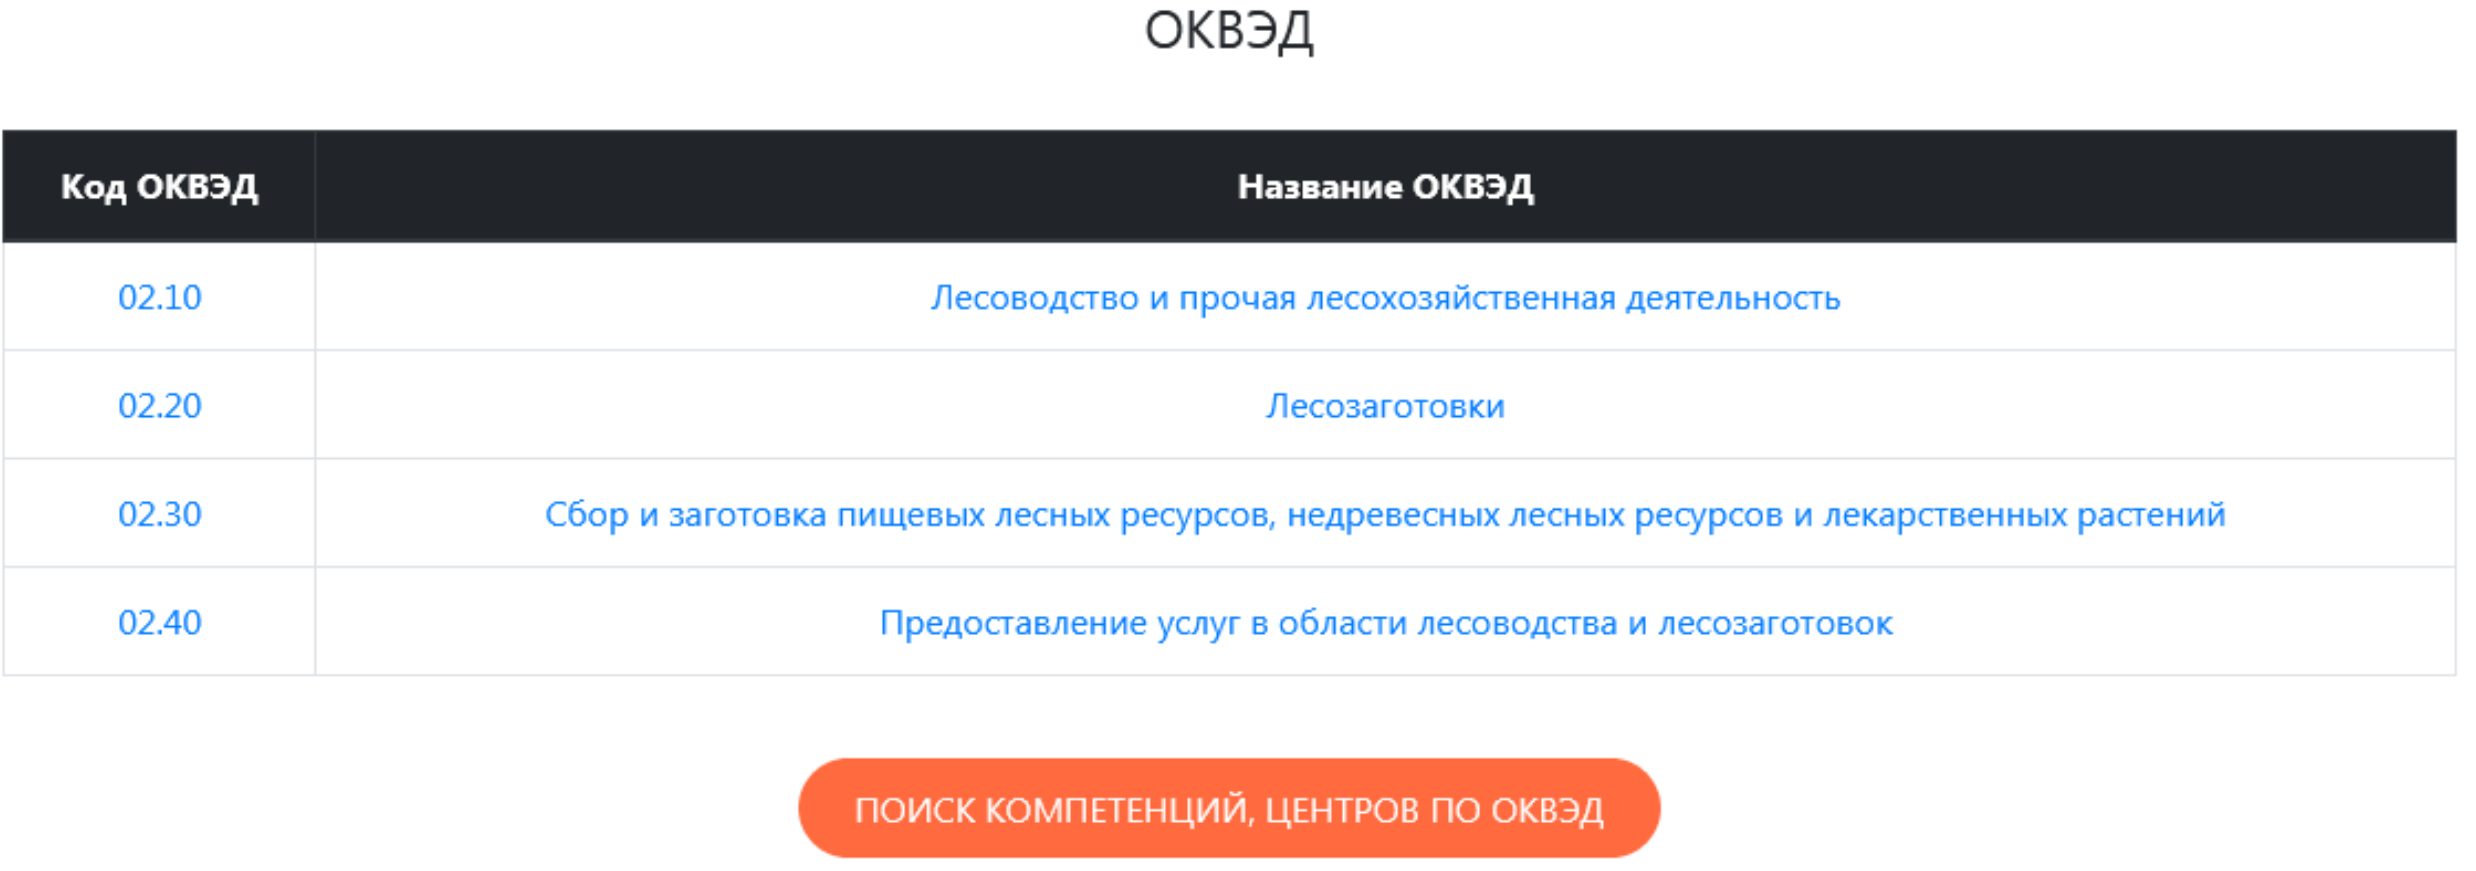 ОКВЭД
Код ОКВЭД Название ОКВЭД
02.10 Лесоводство и прочая лесохозяйственная деятельность
02.20 Лесозаготовки
02.30 Сбор и заготовка пищевых лесных ресурсов, недревесных лесных ресурсов и лекарственных растений
02.40 Предоставление услуг в области лесоводства и лесозаготовок
ПОИСК КОМПЕТЕНЦИЙ, ЦЕНТРОВ ПО ОКВЭД